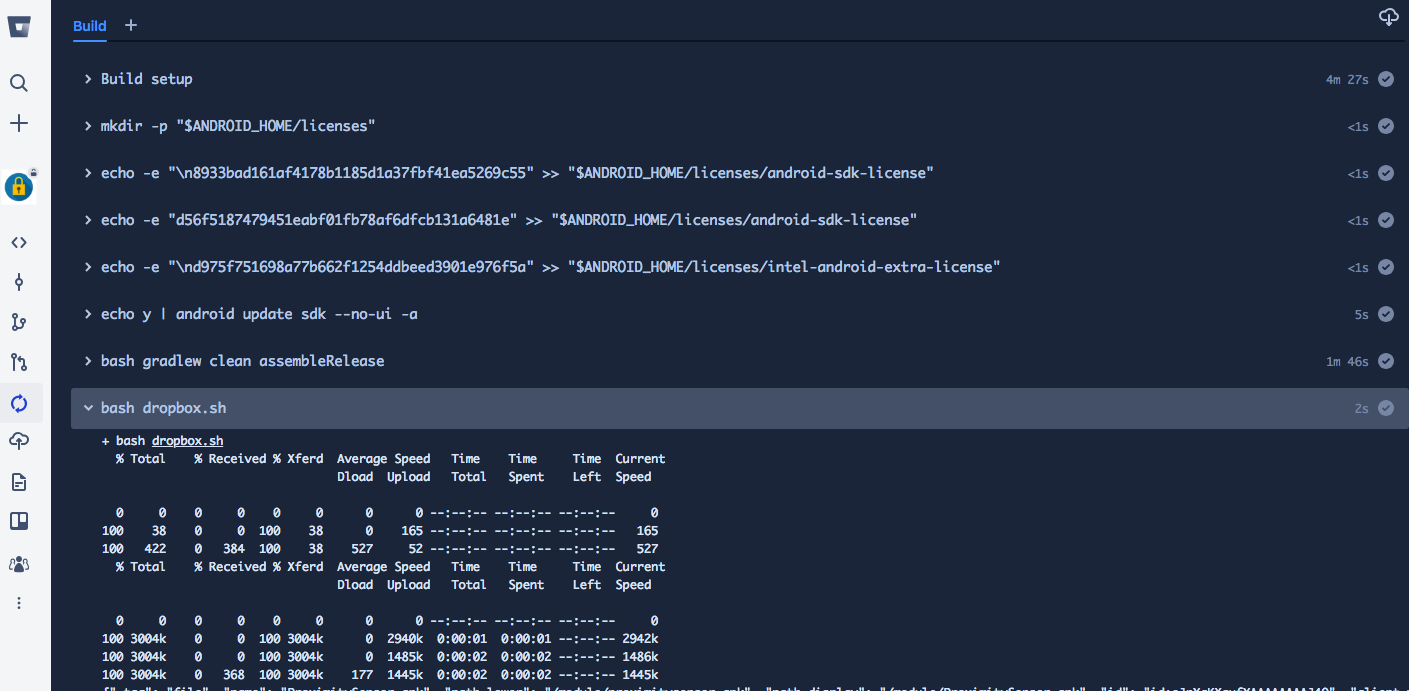 Build +
Build setup 4m 27s
mkdir -p "$ANDROID_HOME/licenses" <1s
echo -e "\n8933bad161af4178b1185d1a37fbf41ea5269c55" >> "$ANDROID_HOME/licenses/android-sdk-license" <1s
echo -e "d56f5187479451eabf01fb78af6dfcb131a6481e" >> "$ANDROID_HOME/licenses/android-sdk-license" <1s
echo -e "\nd975f751698a77b662f1254ddbeed3901e976f5a" >> "$ANDROID_HOME/licenses/intel-android-extra-license" <1s
echo y | android update sdk --no-ui -a 5s
bash gradlew clean assembleRelease 1m 46s
bash dropbox.sh 2s
+ bash dropbox.sh
% Total % Received % Xferd Average Speed Time Time Time Current
Dload Upload Total Spent Left Speed
0 0 0 0 0 0 0 0 --:--:-- --:--:-- --:--:-- 0
100 38 0 0 100 38 0 165 --:--:-- --:--:-- --:--:-- 165
100 422 0 384 100 38 527 52 --:--:-- --:--:-- --:--:-- 527
% Total % Received % Xferd Average Speed Time Time Time Current
Dload Upload Total Spent Left Speed
0 0 0 0 0 0 0 0 --:--:-- --:--:-- --:--:-- 0
100 3004k 0 0 100 3004k 0 2940k 0:00:01 0:00:01 --:--:-- 2942k
100 3004k 0 0 100 3004k 0 1485k 0:00:02 0:00:02 --:--:-- 1486k
100 3004k 0 368 100 3004k 177 1445k 0:00:02 0:00:02 --:--:-- 1445k